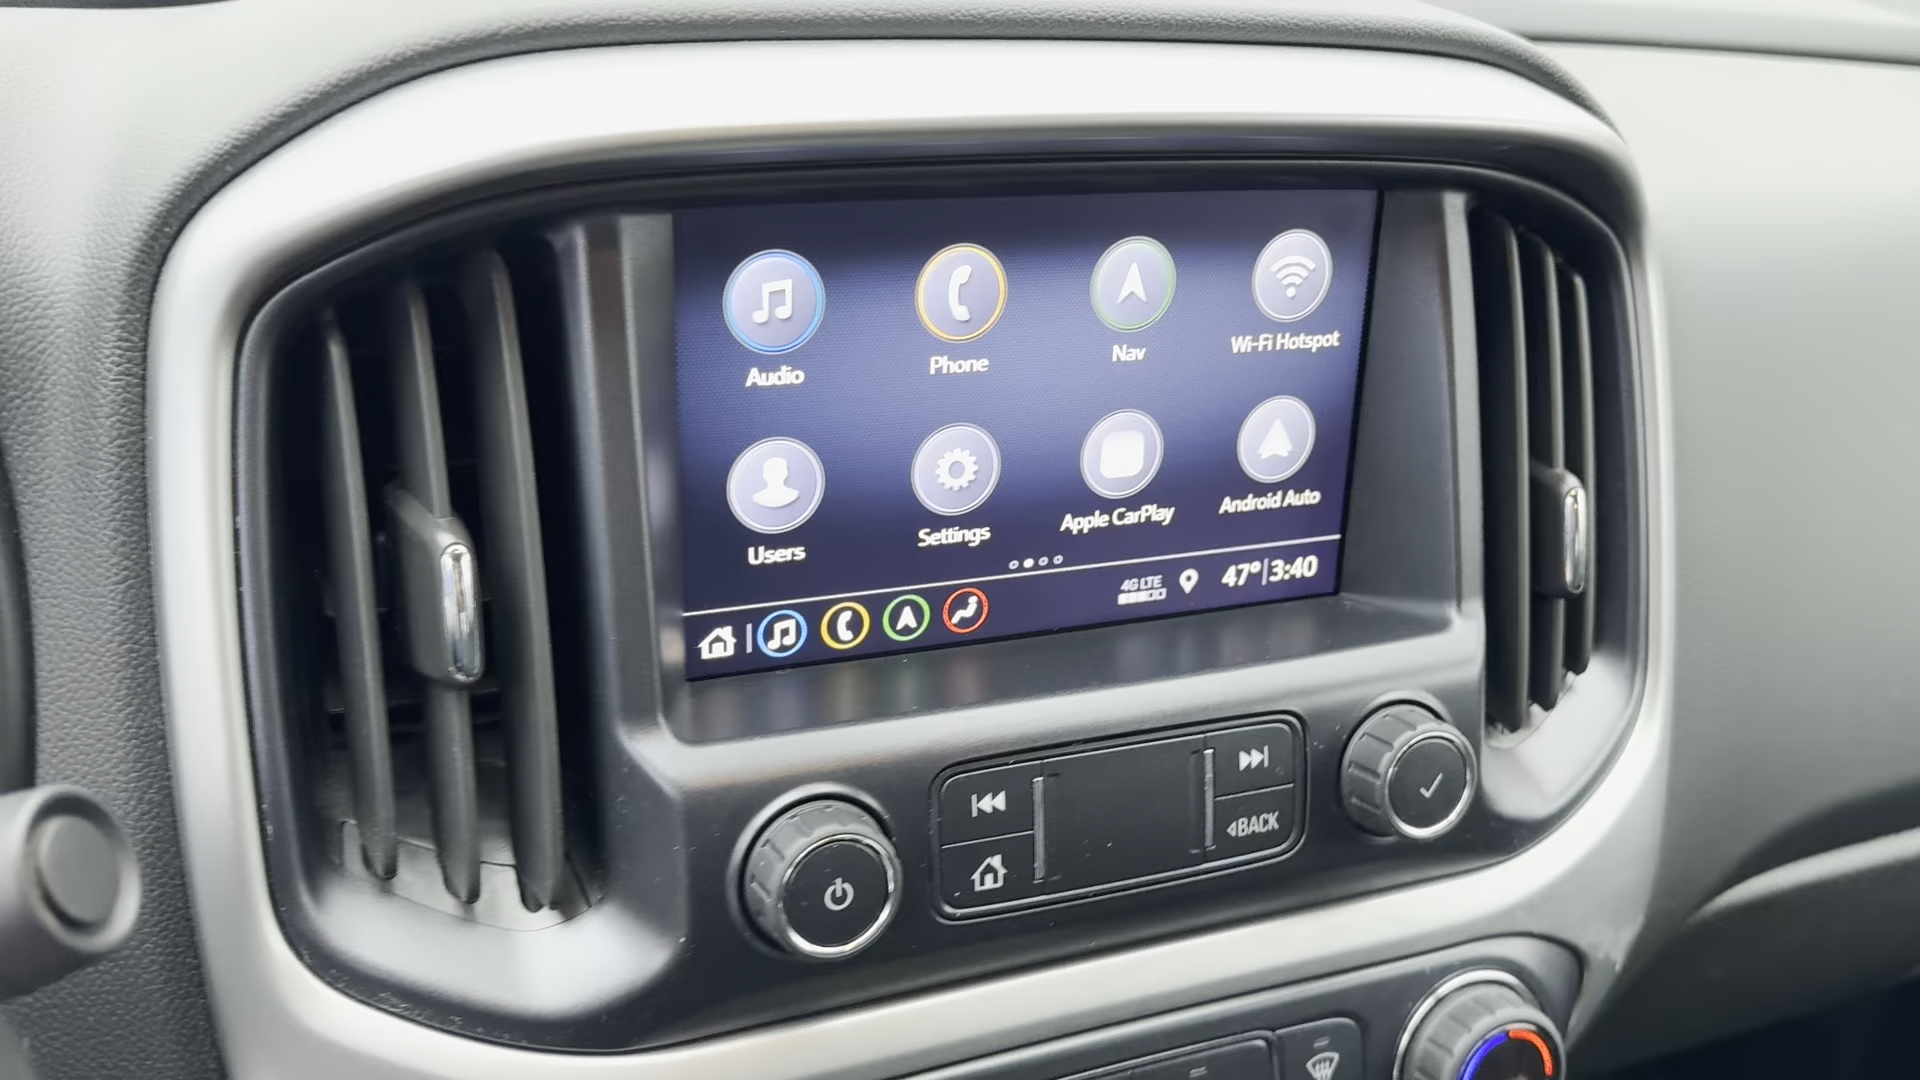 Audio
Phone
Nav
Wi-Fi Hotspot
Users
Settings
Apple CarPlay
Android Auto
4G LTE
47°|3:40
BACK